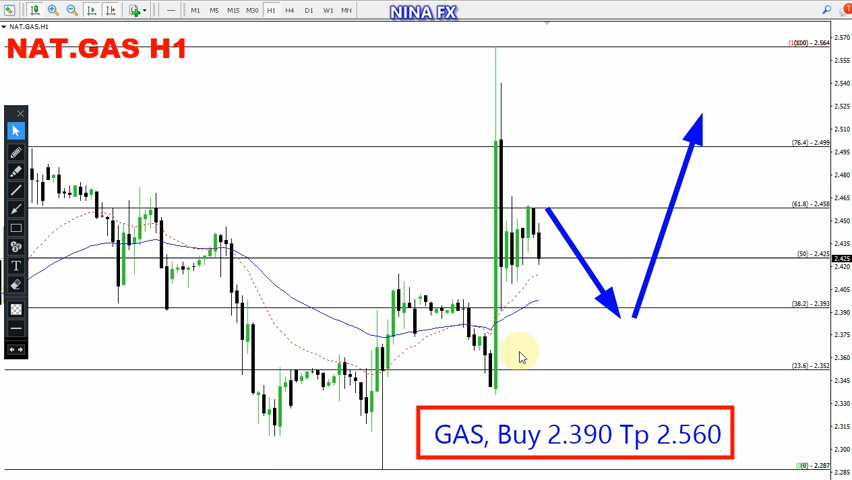 M1 M5 M15 M30 H1 H4 D1 W1 MN
NINA FX
NAT.GAS,H1
NAT.GAS H1
(100) - 2.564
2.570
2.555
2.540
2.525
2.510
(76.4) - 2.499
2.495
2.480
2.465
(61.8) - 2.458
2.450
2.435
(50) - 2.425
2.425
2.420
2.405
(38.2) - 2.393
2.390
2.375
2.360
(23.6) - 2.352
2.345
2.330
2.315
2.300
(0) - 2.287
2.285
T
GAS, Buy 2.390 Tp 2.560